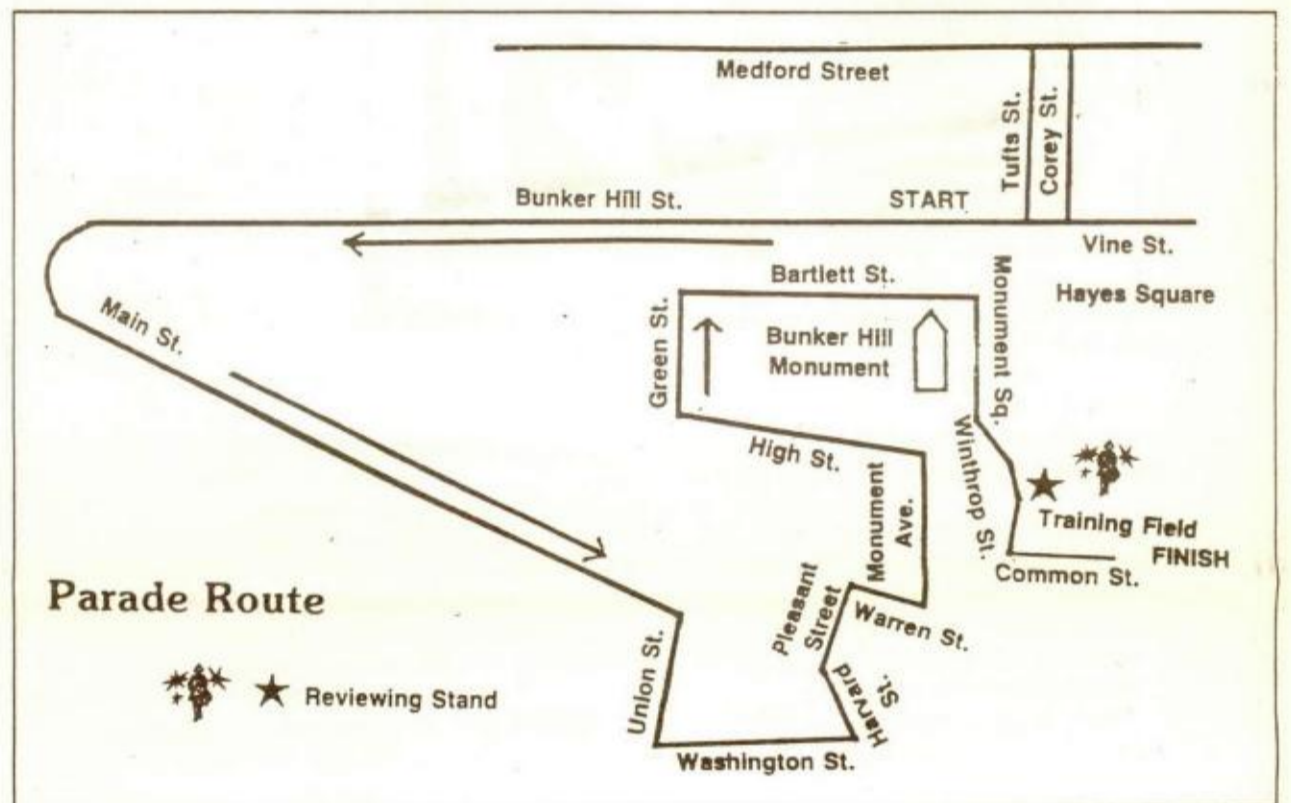 Medford Street
Tufts St.
Corey St.
Bunker Hill St.
START
Vine St.
Bartlett St.
Monument Sq.
Hayes Square
Main St.
Green St.
Bunker Hill
Monument
High St.
Monument
Ave.
Winthrop St.
Training Field
FINISH
Common St.
Parade Route
Pleasant
Street
Warren St.
Union St.
Harvard
St.
Reviewing Stand
Washington St.